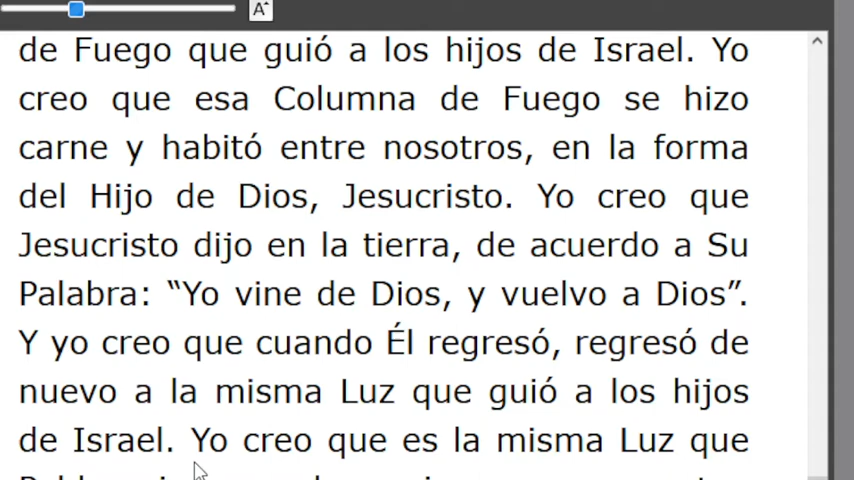 A
de Fuego que guió a los hijos de Israel. Yo
creo que esa Columna de Fuego se hizo
carne y habitó entre nosotros, en la forma
del Hijo de Dios, Jesucristo. Yo creo que
Jesucristo dijo en la tierra, de acuerdo a Su
Palabra: “Yo vine de Dios, y vuelvo a Dios”.
Y yo creo que cuando Él regresó, regresó de
nuevo a la misma Luz que guió a los hijos
de Israel. Yo creo que es la misma Luz que